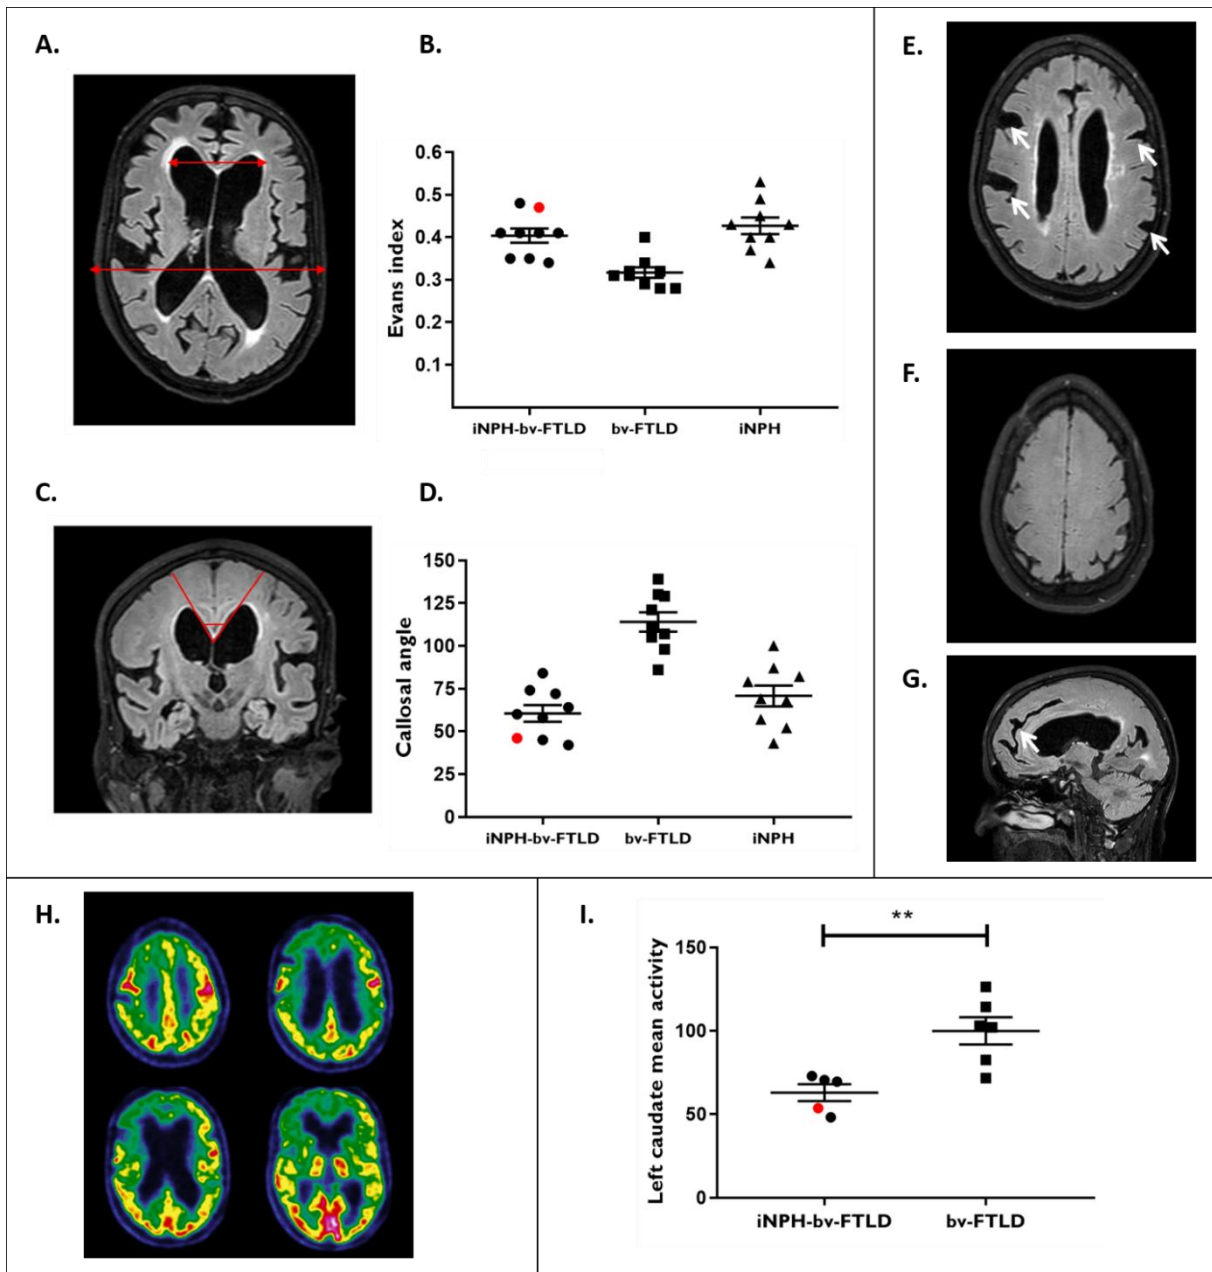 A.
B.
Evans index
0.6
0.5
0.4
0.3
0.2
0.1
iNPH-bv-FTLD bv-FTLD iNPH
C.
D.
Callosal angle
150
125
100
75
50
25
0
iNPH-bv-FTLD bv-FTLD iNPH
E.
F.
G.
H.
I.
**
Left caudate mean activity
150
100
50
0
iNPH-bv-FTLD bv-FTLD